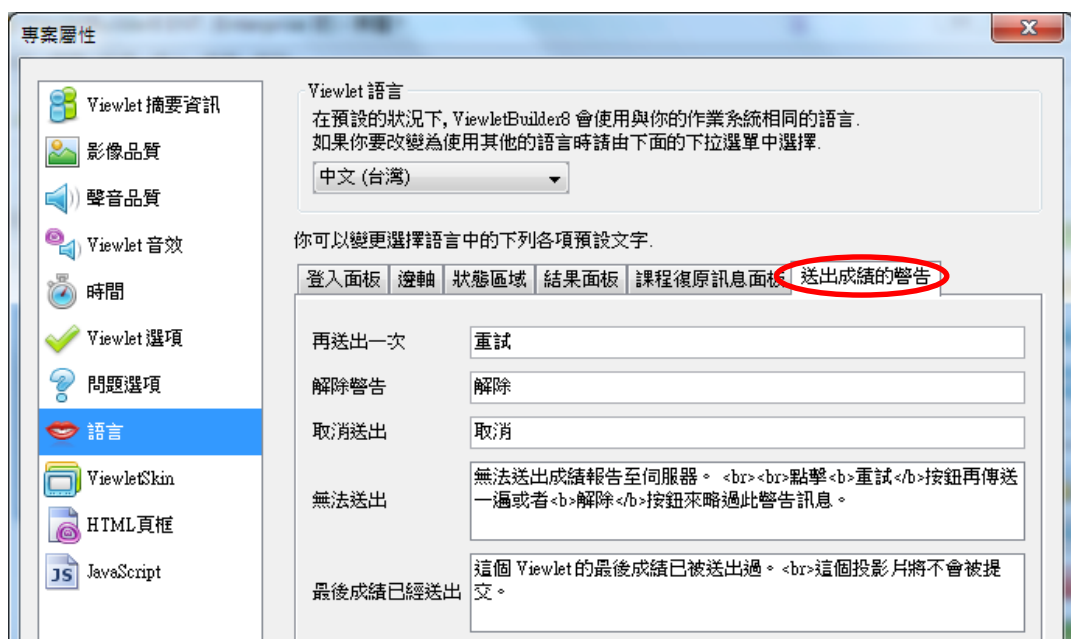 專案屬性
Viewlet 摘要資訊
影像品質
聲音品質
Viewlet 音效
時間
Viewlet 選項
問題選項
語言
ViewletSkin
HTML頁框
JS JavaScript
Viewlet 語言
在預設的狀況下, ViewletBuilder8 會使用與你的作業系統相同的語言.
如果你要改變為使用其他的語言時請由下面的下拉選單中選擇.
中文 (台灣)
你可以變更選擇語言中的下列各項預設文字.
登入面板 邊軸 狀態區域 結果面板 課程復原訊息面板 送出成績的警告
再送出一次 重試
解除警告 解除
取消送出 取消
無法送出 無法送出成績報告至伺服器。 <br><br>點擊<b>重試</b>按鈕再傳送
一遍或者<b>解除</b>按鈕來略過此警告訊息。
最後成績已經送出 這個 Viewlet 的最後成績已被送出過。<br>這個投影片將不會被提
交。